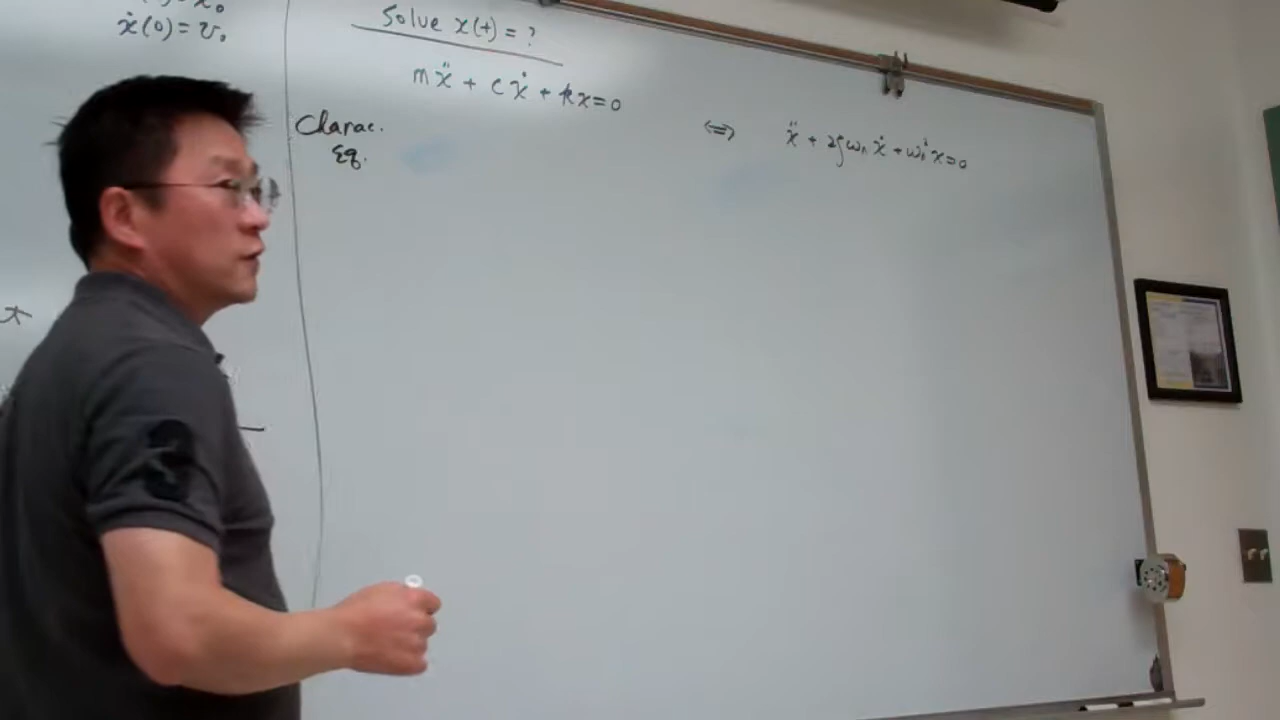 ẋ(0) = v₀
Solve x(t) = ?
mẍ + cẋ + kx = 0
Charac.
Eq.
⇔ ẍ + 2ζωₙẋ + ωₙ²x = 0